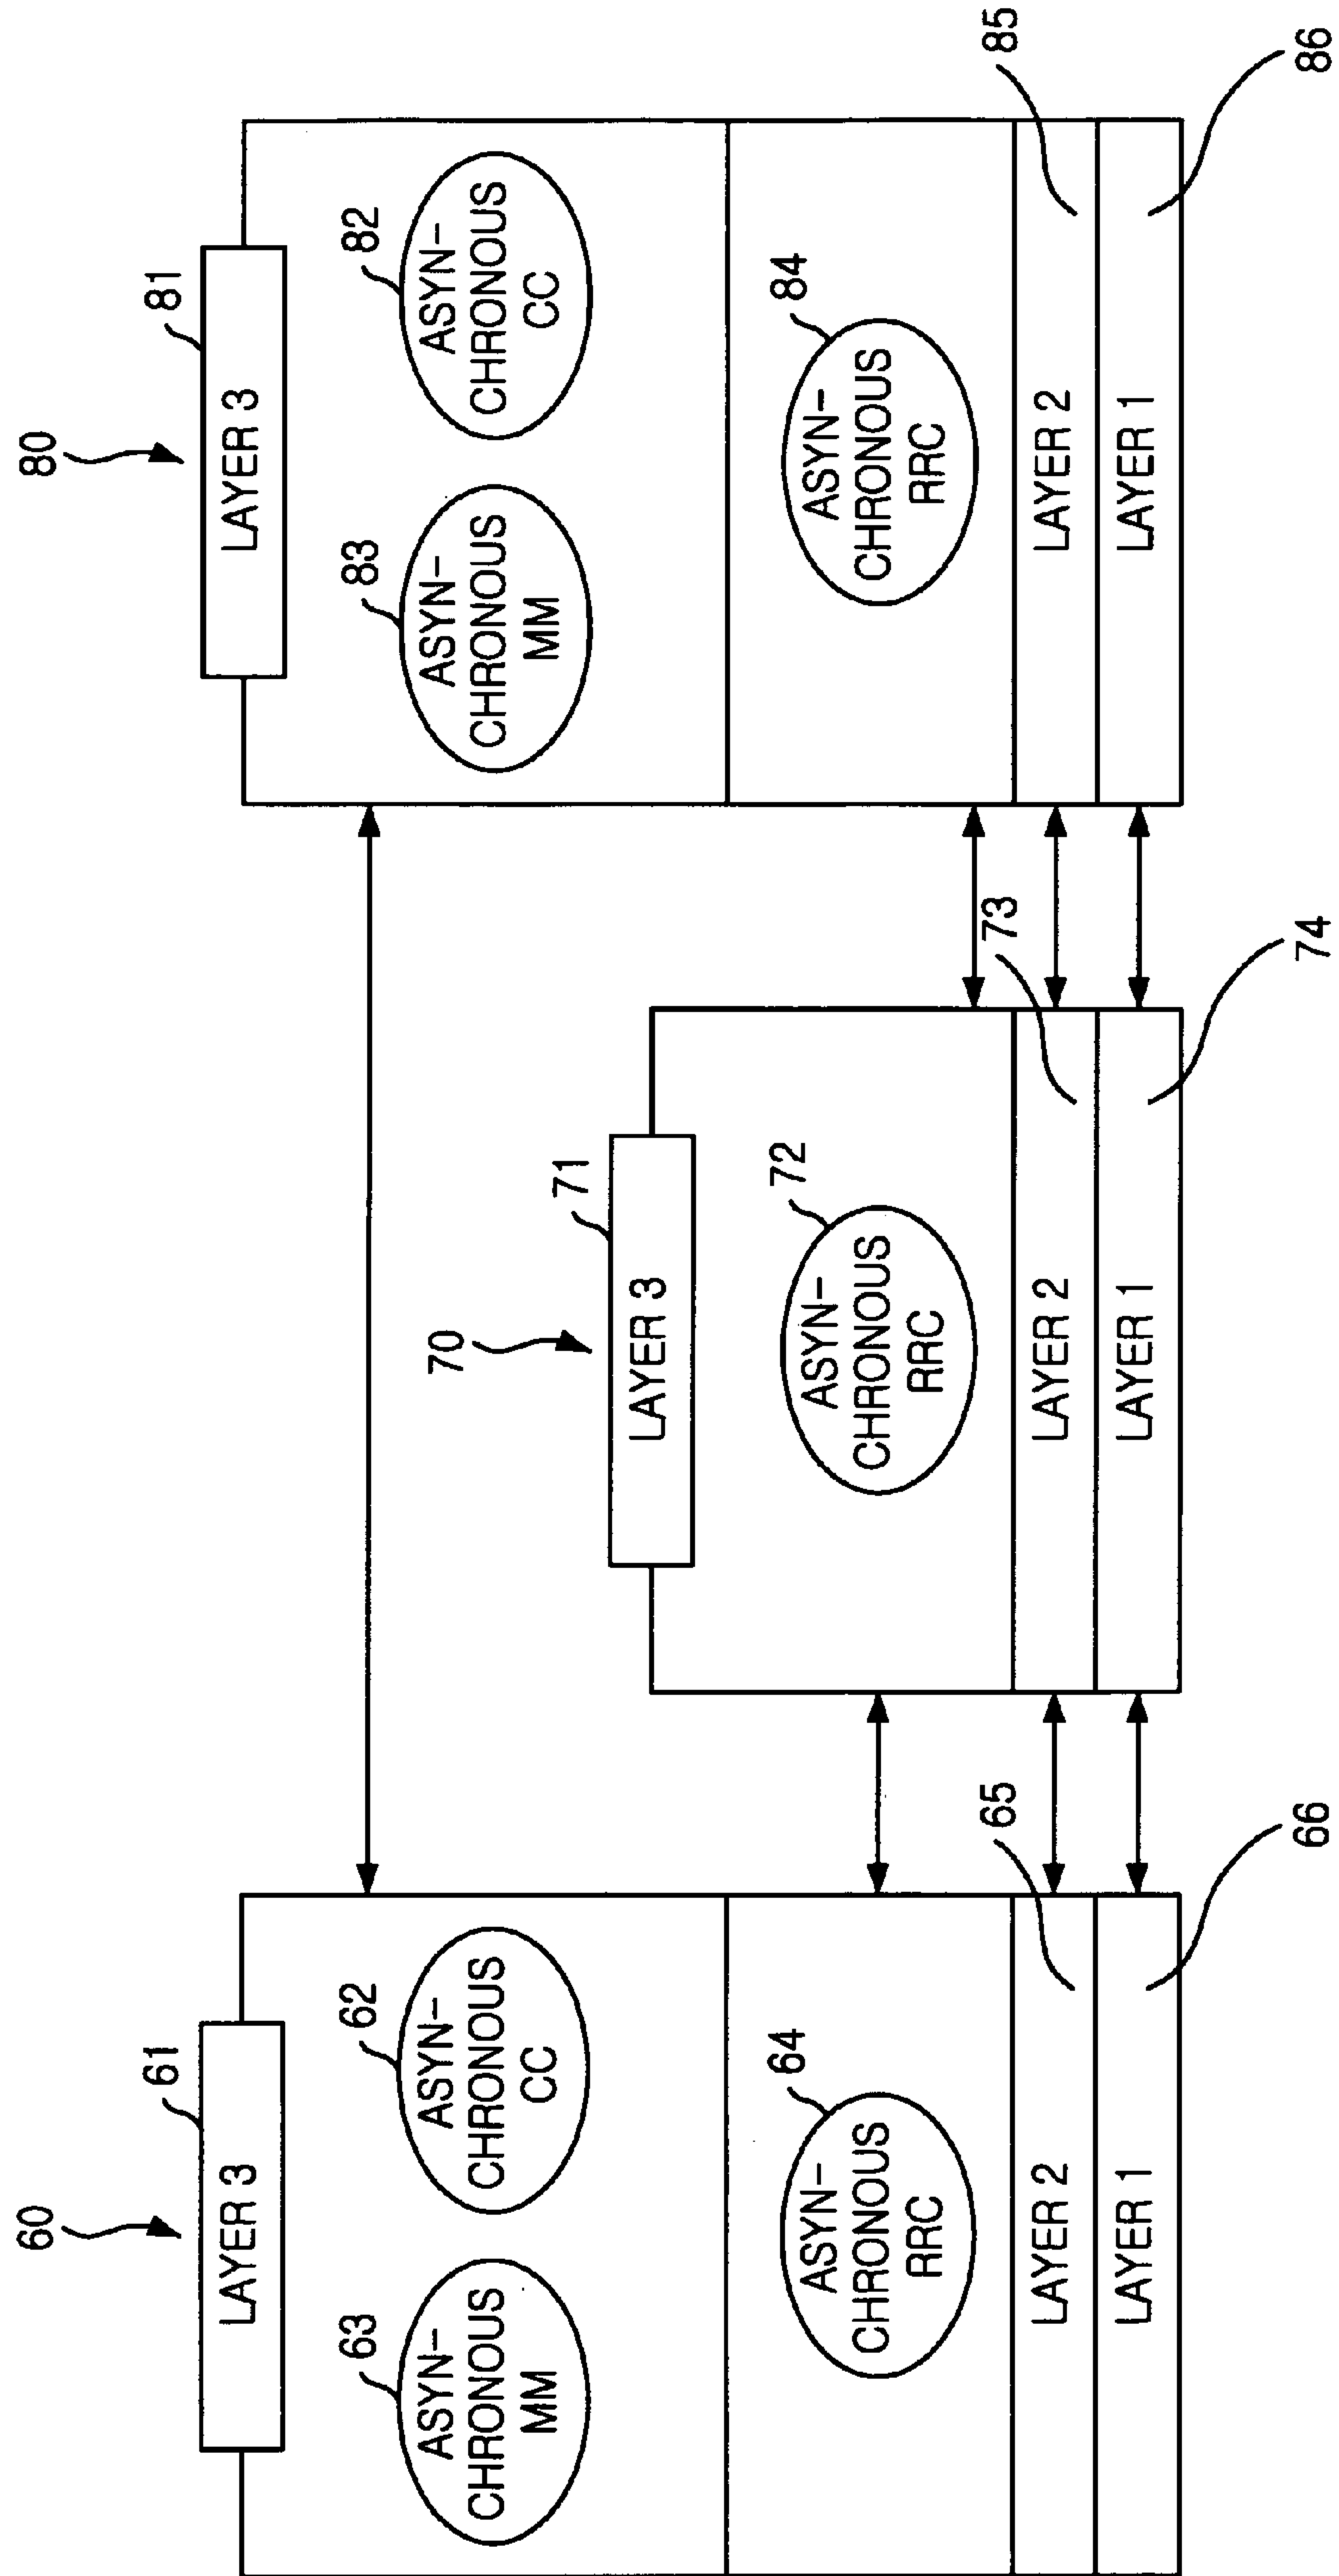 60
LAYER 3
61
63
ASYN-
CHRONOUS
MM
62
ASYN-
CHRONOUS
CC
64
ASYN-
CHRONOUS
RRC
65
LAYER 2
LAYER 1
66
70
LAYER 3
71
72
ASYN-
CHRONOUS
RRC
73
LAYER 2
LAYER 1
74
80
LAYER 3
81
83
ASYN-
CHRONOUS
MM
82
ASYN-
CHRONOUS
CC
84
ASYN-
CHRONOUS
RRC
85
LAYER 2
LAYER 1
86